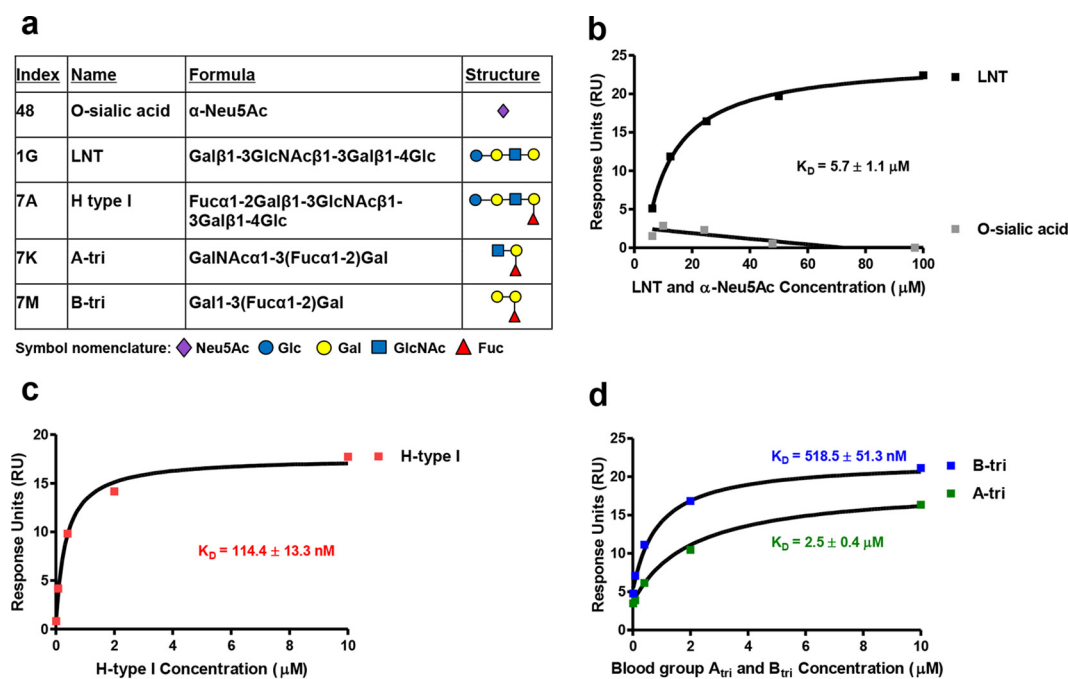 a
Index Name Formula Structure
48 O-sialic acid α-Neu5Ac
1G LNT Galβ1-3GlcNAcβ1-3Galβ1-4Glc
7A H type I Fucα1-2Galβ1-3GlcNAcβ1-
3Galβ1-4Glc
7K A-tri GalNAcα1-3(Fucα1-2)Gal
7M B-tri Gal1-3(Fucα1-2)Gal
Symbol nomenclature: Neu5Ac Glc Gal GlcNAc Fuc
b
Response Units (RU)
25
20
15
10
5
0
0 20 40 60 80 100
LNT and α-Neu5Ac Concentration (μM)
K_D = 5.7 ± 1.1 μM
LNT
O-sialic acid
c
Response Units (RU)
20
15
10
5
0
0 2 4 6 8 10
H-type I Concentration (μM)
K_D = 114.4 ± 13.3 nM
H-type I
d
Response Units (RU)
25
20
15
10
5
0
0 2 4 6 8 10
Blood group A_tri and B_tri Concentration (μM)
K_D = 518.5 ± 51.3 nM
K_D = 2.5 ± 0.4 μM
B-tri
A-tri